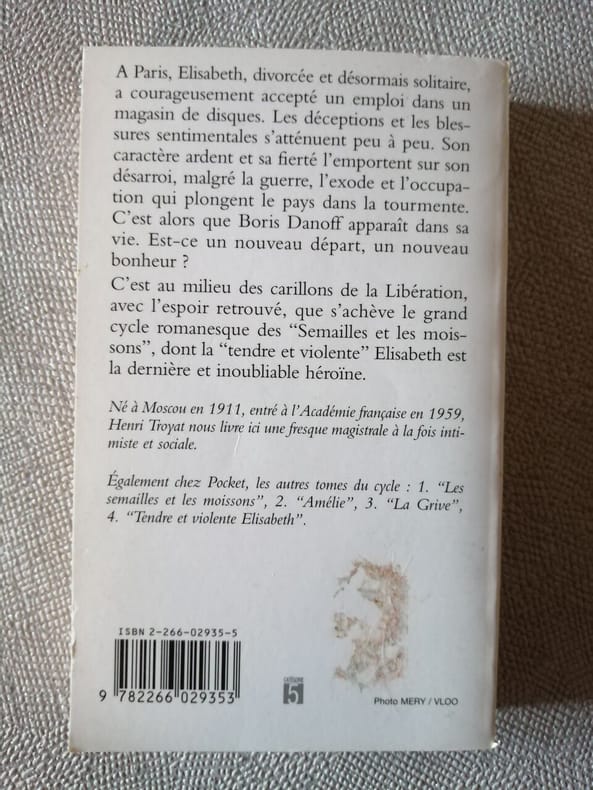 A Paris, Elisabeth, divorcée et désormais solitaire,
a courageusement accepté un emploi dans un
magasin de disques. Les déceptions et les bles-
sures sentimentales s'atténuent peu à peu. Son
caractère ardent et sa fierté l'emportent sur son
désarroi, malgré la guerre, l'exode et l'occupa-
tion qui plongent le pays dans la tourmente.
C'est alors que Boris Danoff apparaît dans sa
vie. Est-ce un nouveau départ, un nouveau
bonheur ?
C'est au milieu des carillons de la Libération,
avec l'espoir retrouvé, que s'achève le grand
cycle romanesque des “Semailles et les mois-
sons”, dont la “tendre et violente” Elisabeth est
la dernière et inoubliable héroïne.
Né à Moscou en 1911, entré à l'Académie française en 1959,
Henri Troyat nous livre ici une fresque magistrale à la fois inti-
miste et sociale.
Également chez Pocket, les autres tomes du cycle : 1. “Les
semailles et les moissons”, 2. “Amélie”, 3. “La Grive”,
4. “Tendre et violente Elisabeth”.
ISBN 2-266-02935-5
9 782266 029353
CATÉGORIE
5
Photo MERY / VLOO